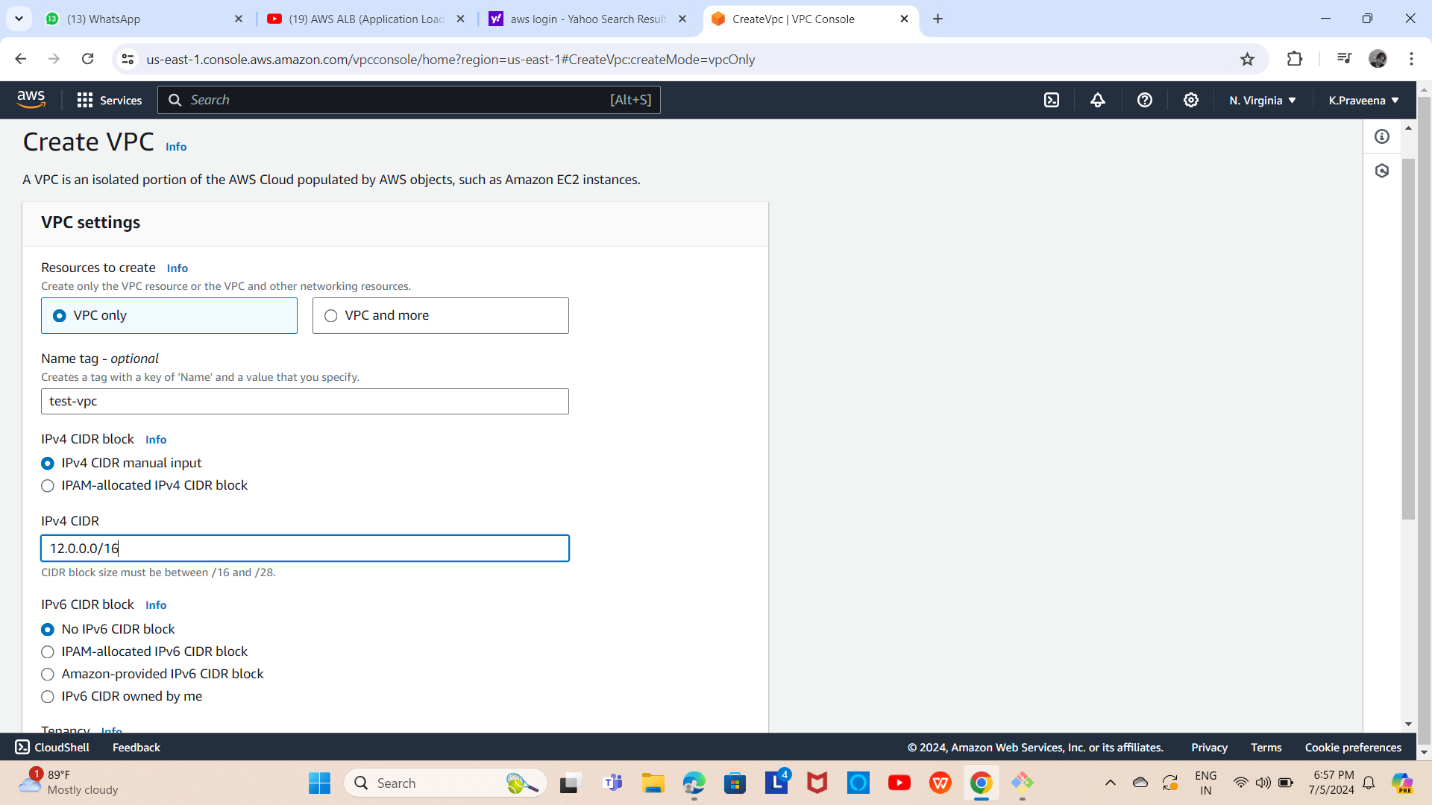 (13) WhatsApp
(19) AWS ALB (Application Load
aws login - Yahoo Search Result
CreateVpc | VPC Console
us-east-1.console.aws.amazon.com/vpcconsole/home?region=us-east-1#CreateVpc:createMode=vpcOnly
aws
Services
Search
[Alt+S]
N. Virginia
K.Praveena
Create VPC Info
A VPC is an isolated portion of the AWS Cloud populated by AWS objects, such as Amazon EC2 instances.
VPC settings
Resources to create Info
Create only the VPC resource or the VPC and other networking resources.
VPC only
VPC and more
Name tag - optional
Creates a tag with a key of 'Name' and a value that you specify.
test-vpc
IPv4 CIDR block Info
IPv4 CIDR manual input
IPAM-allocated IPv4 CIDR block
IPv4 CIDR
12.0.0.0/16
CIDR block size must be between /16 and /28.
IPv6 CIDR block Info
No IPv6 CIDR block
IPAM-allocated IPv6 CIDR block
Amazon-provided IPv6 CIDR block
IPv6 CIDR owned by me
Tenancy Info
CloudShell
Feedback
© 2024, Amazon Web Services, Inc. or its affiliates.
Privacy
Terms
Cookie preferences
1
89°F
Mostly cloudy
Search
4
ENG
IN
6:57 PM
7/5/2024
PRE